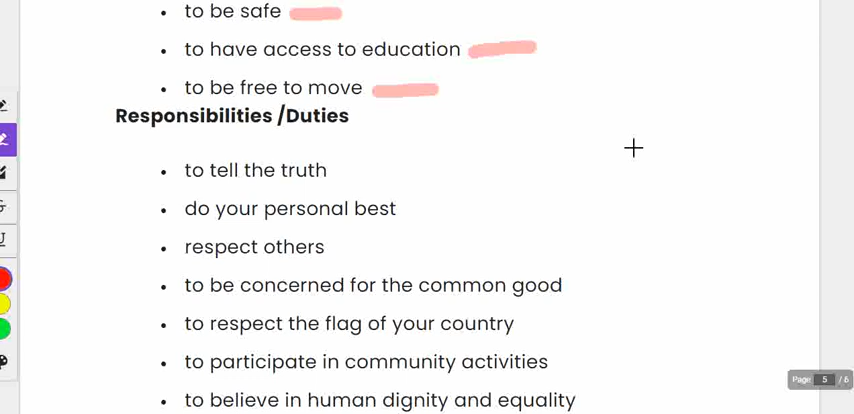 to be safe
to have access to education
to be free to move
Responsibilities /Duties
to tell the truth
do your personal best
respect others
to be concerned for the common good
to respect the flag of your country
to participate in community activities
to believe in human dignity and equality
Page 5 / 6